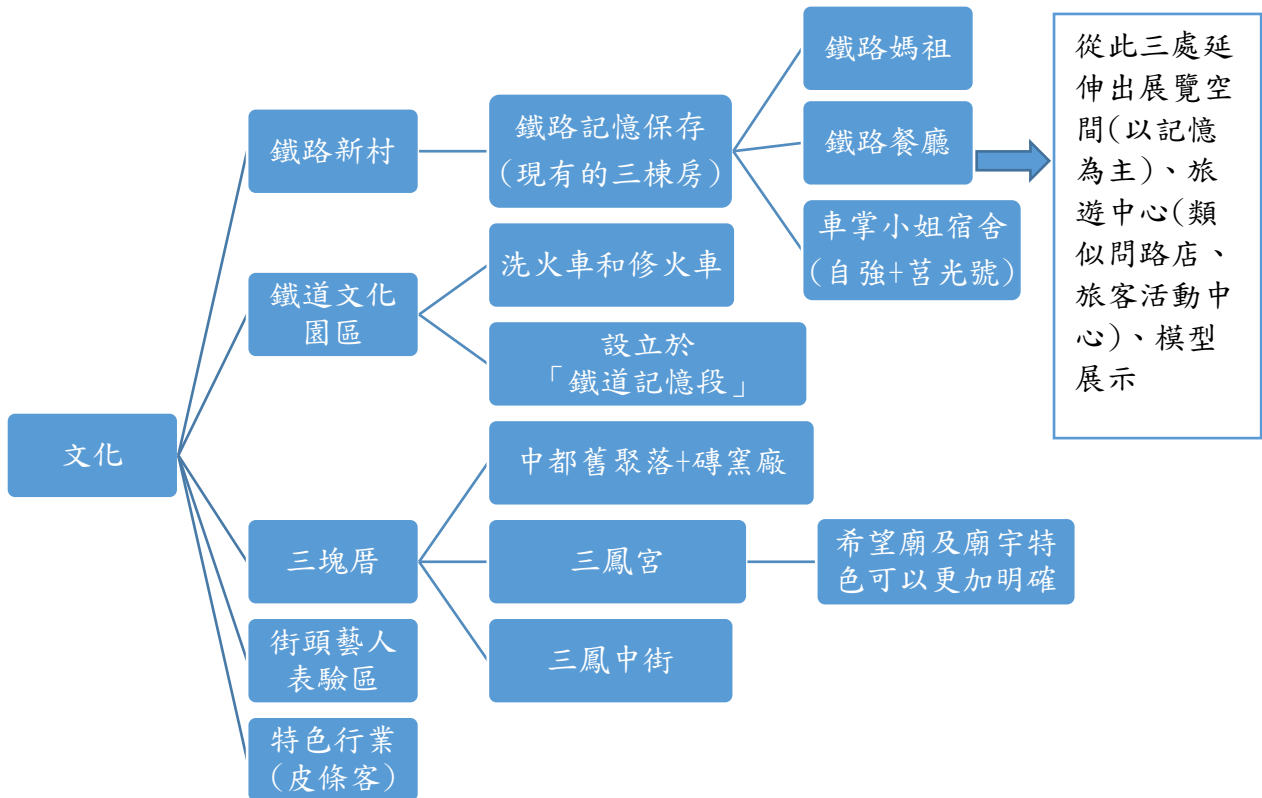 文化
鐵路新村
鐵路記憶保存
(現有的三棟房)
鐵路媽祖
鐵路餐廳
車掌小姐宿舍
(自強+莒光號)
從此三處延
伸出展覽空
間(以記憶
為主)、旅
遊中心(類
似問路店、
旅客活動中
心)、模型
展示
鐵道文化
園區
洗火車和修火車
設立於
「鐵道記憶段」
三塊厝
中都舊聚落+磚窯廠
三鳳宮
希望廟及廟宇特
色可以更加明確
三鳳中街
街頭藝人
表驗區
特色行業
(皮條客)